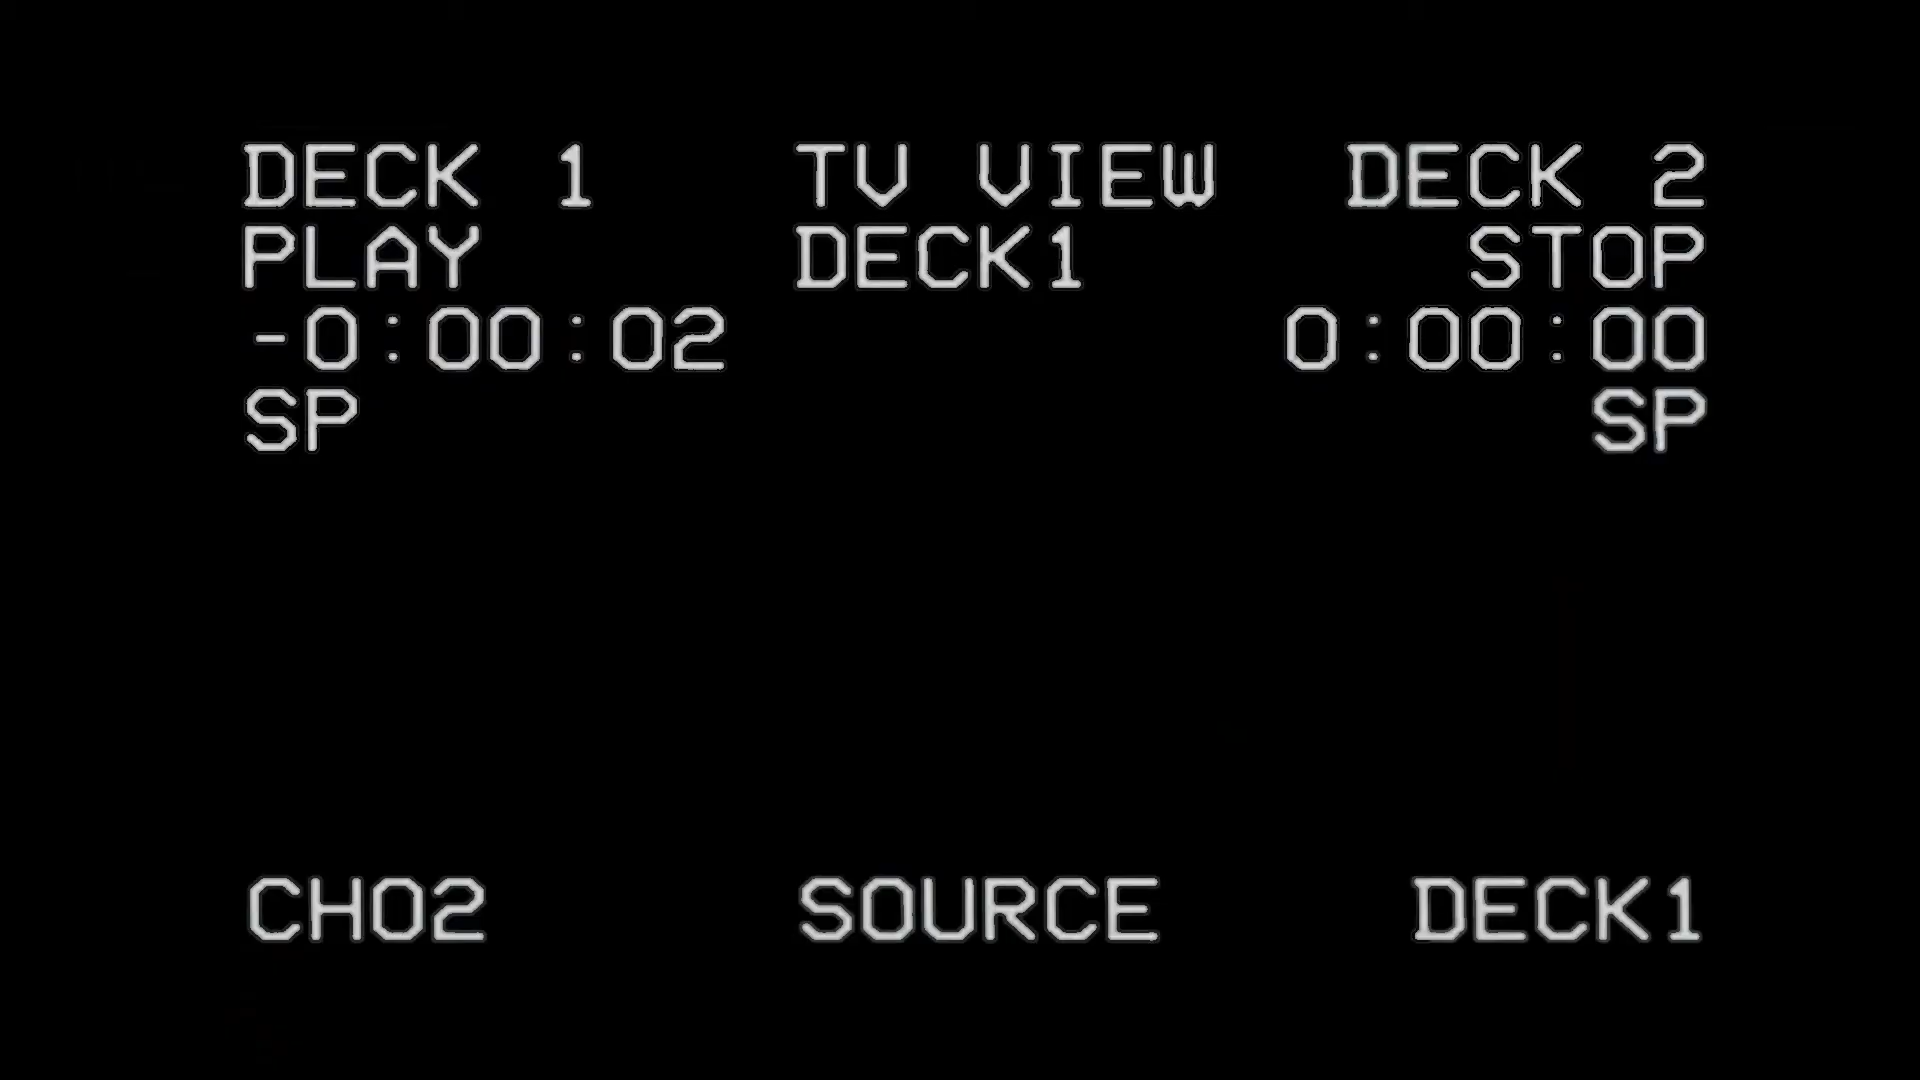 DECK 1 TV VIEW DECK 2
PLAY DECK1 STOP
-0:00:02 0:00:00
SP SP
CH02 SOURCE DECK1